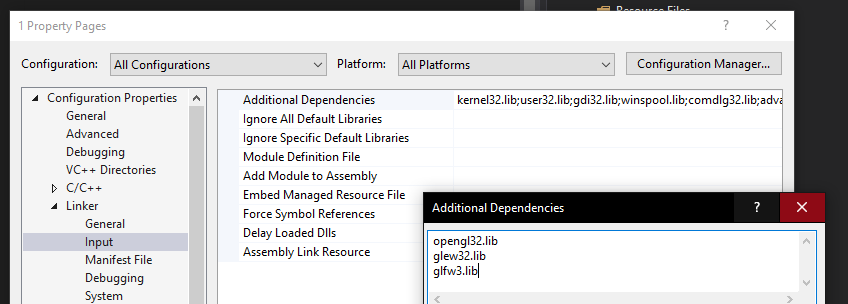 Resource Files
1 Property Pages
Configuration:
All Configurations
Platform:
All Platforms
Configuration Manager...
Configuration Properties
General
Advanced
Debugging
VC++ Directories
C/C++
Linker
General
Input
Manifest File
Debugging
System
Additional Dependencies kernel32.lib;user32.lib;gdi32.lib;winspool.lib;comdlg32.lib;adva
Ignore All Default Libraries
Ignore Specific Default Libraries
Module Definition File
Add Module to Assembly
Embed Managed Resource File
Force Symbol References
Delay Loaded Dlls
Assembly Link Resource
Additional Dependencies
opengl32.lib
glew32.lib
glfw3.lib